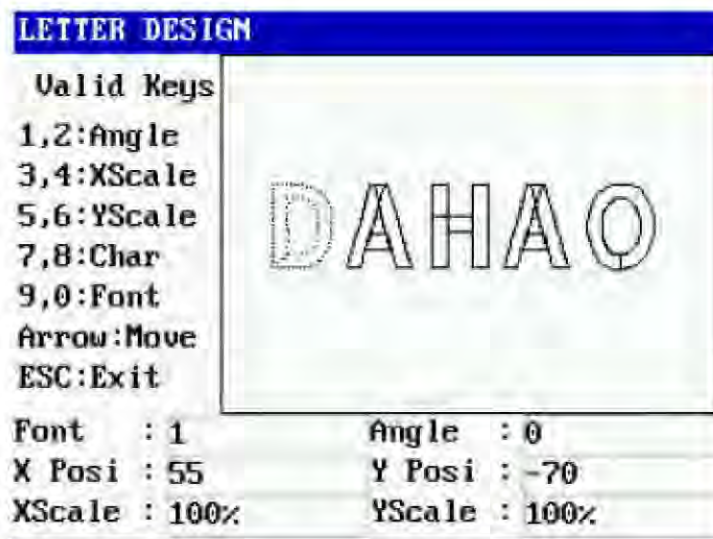 LETTER DESIGN
Valid Keys
1,2:Angle
3,4:XScale
5,6:YScale
7,8:Char
9,0:Font
Arrow:Move
ESC:Exit
DAHAO
Font : 1 Angle : 0
X Posi : 55 Y Posi : -70
XScale : 100% YScale : 100%